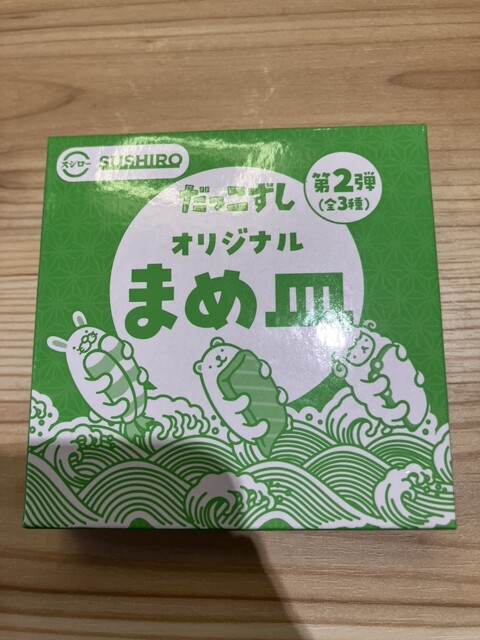 スシロー SUSHIRO
だっこずし
第2弾
(全3種)
オリジナル
まめ皿